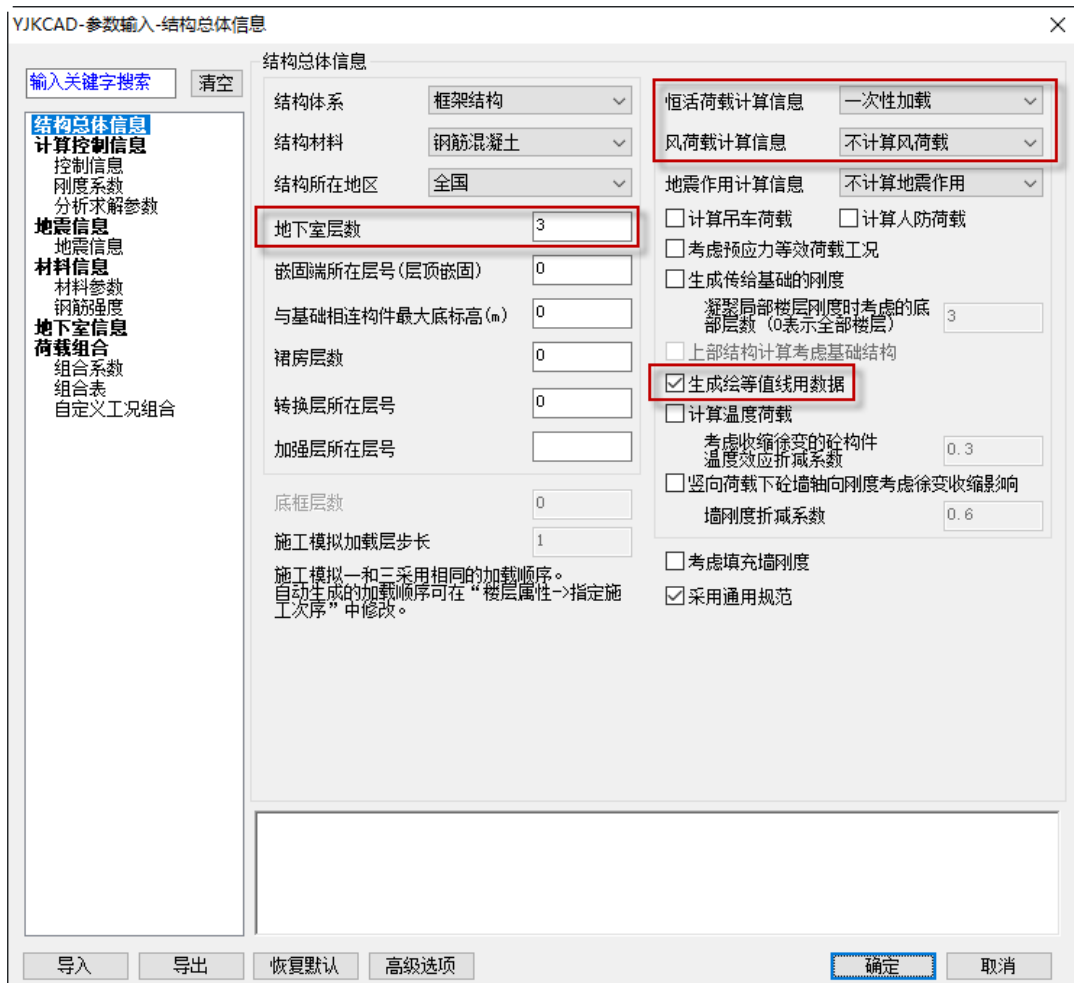 YJKCAD-参数输入-结构总体信息
输入关键字搜索 清空
结构总体信息
计算控制信息
控制信息
刚度系数
分析求解参数
地震信息
地震信息
材料信息
材料参数
钢筋强度
地下室信息
荷载组合
组合系数
组合表
自定义工况组合
结构总体信息
结构体系 框架结构
结构材料 钢筋混凝土
结构所在地区 全国
地下室层数 3
嵌固端所在层号(层顶嵌固) 0
与基础相连构件最大底标高(m) 0
裙房层数 0
转换层所在层号 0
加强层所在层号
底框层数 0
施工模拟加载层步长 1
施工模拟一和三采用相同的加载顺序。
自动生成的加载顺序可在“楼层属性->指定施
工次序”中修改。
恒活荷载计算信息 一次性加载
风荷载计算信息 不计算风荷载
地震作用计算信息 不计算地震作用
计算吊车荷载 计算人防荷载
考虑预应力等效荷载工况
生成传给基础的刚度
凝聚局部楼层刚度时考虑的底
部层数（0表示全部楼层） 3
上部结构计算考虑基础结构
生成绘等值线用数据
计算温度荷载
考虑收缩徐变的砼构件
温度效应折减系数 0.3
竖向荷载下砼墙轴向刚度考虑徐变收缩影响
墙刚度折减系数 0.6
考虑填充墙刚度
采用通用规范
导入 导出 恢复默认 高级选项 确定 取消